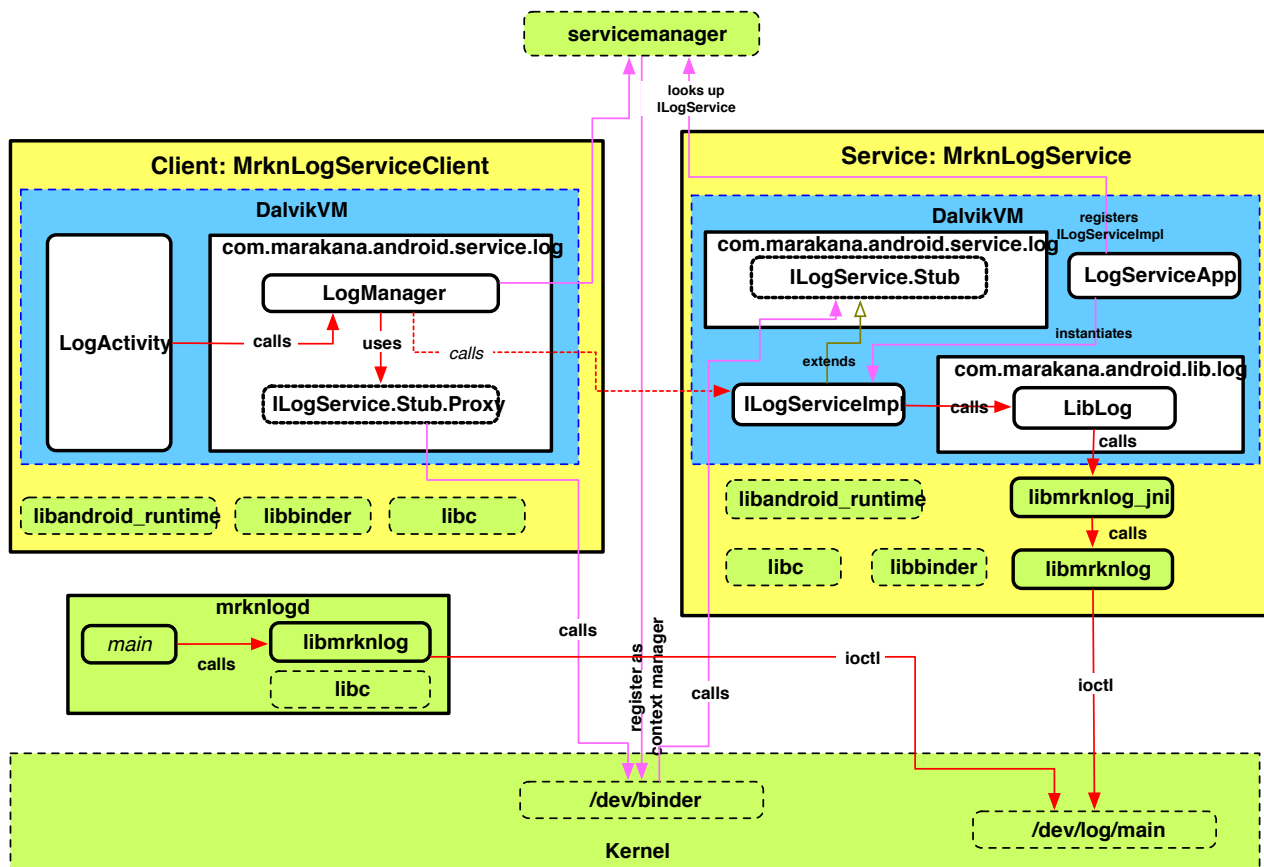 servicemanager
looks up
ILogService
Client: MrknLogServiceClient
DalvikVM
com.marakana.android.service.log
LogManager
LogActivity
calls
uses
calls
ILogService.Stub.Proxy
libandroid_runtime
libbinder
libc
Service: MrknLogService
DalvikVM
registers
ILogServiceImpl
com.marakana.android.service.log
ILogService.Stub
LogServiceApp
extends
instantiates
com.marakana.android.lib.log
ILogServiceImpl
calls
LibLog
calls
libandroid_runtime
libmrknlog_jni
calls
libc
libbinder
libmrknlog
mrknlogd
main
calls
libmrknlog
libc
calls
register as
context manager
calls
ioctl
ioctl
/dev/binder
/dev/log/main
Kernel